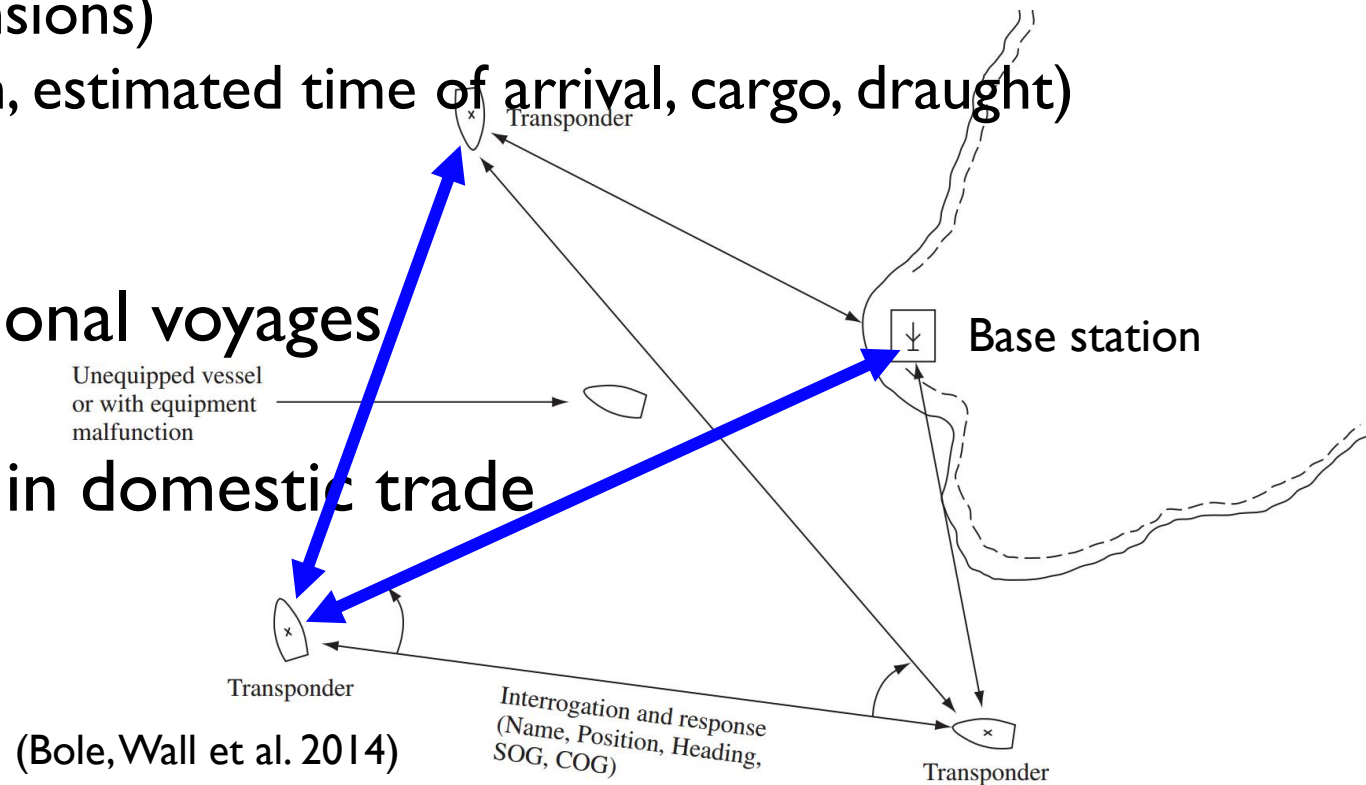 nsions)
n, estimated time of arrival, cargo, draught)
Transponder
onal voyages
Base station
Unequipped vessel
or with equipment
malfunction
in domestic trade
Transponder
Interrogation and response
(Name, Position, Heading,
SOG, COG)
(Bole, Wall et al. 2014)
Transponder